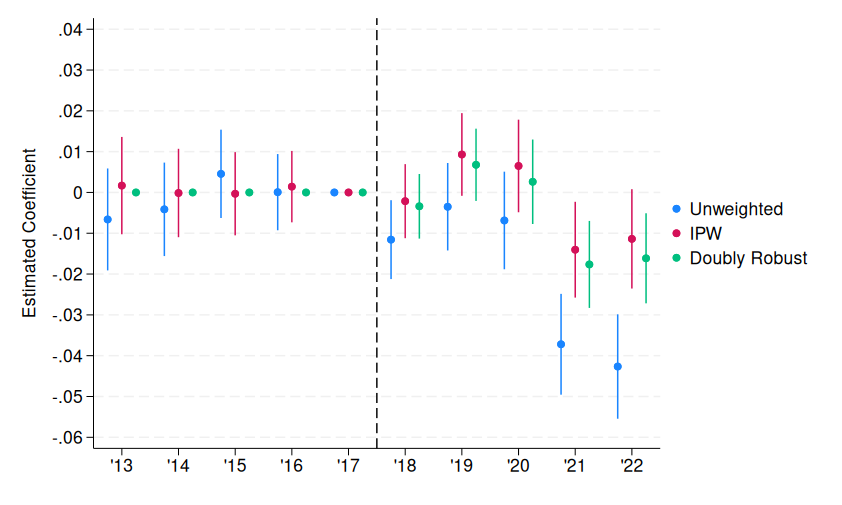 .04
.03
.02
.01
0
-.01
-.02
-.03
-.04
-.05
-.06
Estimated Coefficient
'13 '14 '15 '16 '17 '18 '19 '20 '21 '22
Unweighted
IPW
Doubly Robust